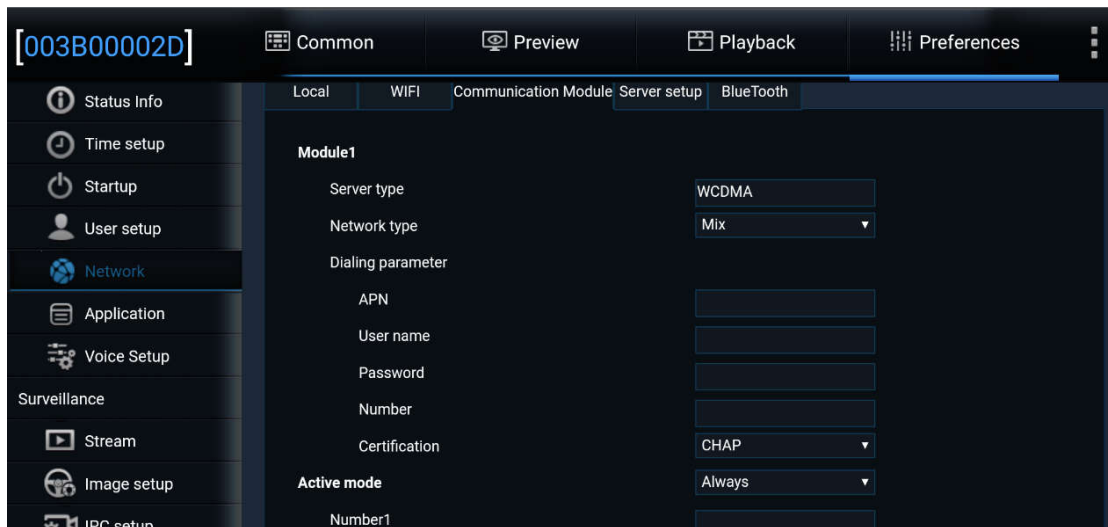 [003B00002D]
Common
Preview
Playback
Preferences
Status Info
Time setup
Startup
User setup
Network
Application
Voice Setup
Surveillance
Stream
Image setup
IPC setup
Local
WIFI
Communication Module
Server setup
BlueTooth
Module1
Server type
WCDMA
Network type
Mix
Dialing parameter
APN
User name
Password
Number
Certification
CHAP
Active mode
Always
Number1